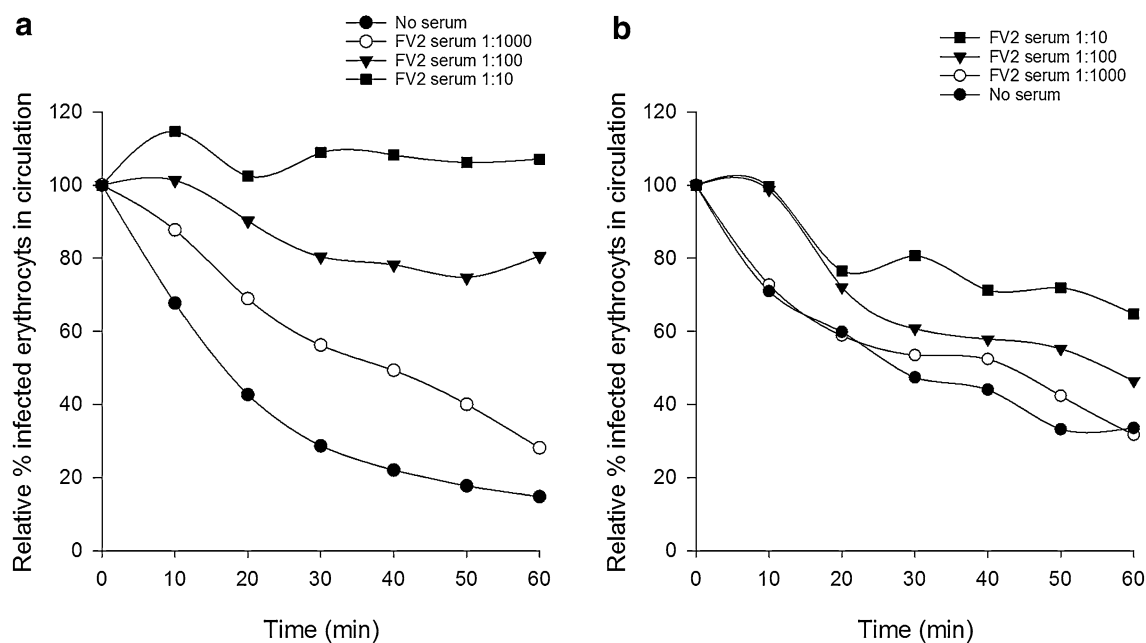 a
No serum
FV2 serum 1:1000
FV2 serum 1:100
FV2 serum 1:10
Relative % infected erythrocyts in circulation
120
100
80
60
40
20
0
0 10 20 30 40 50 60
Time (min)
b
FV2 serum 1:10
FV2 serum 1:100
FV2 serum 1:1000
No serum
Relative % infected erythrocyts in circulation
120
100
80
60
40
20
0
0 10 20 30 40 50 60
Time (min)